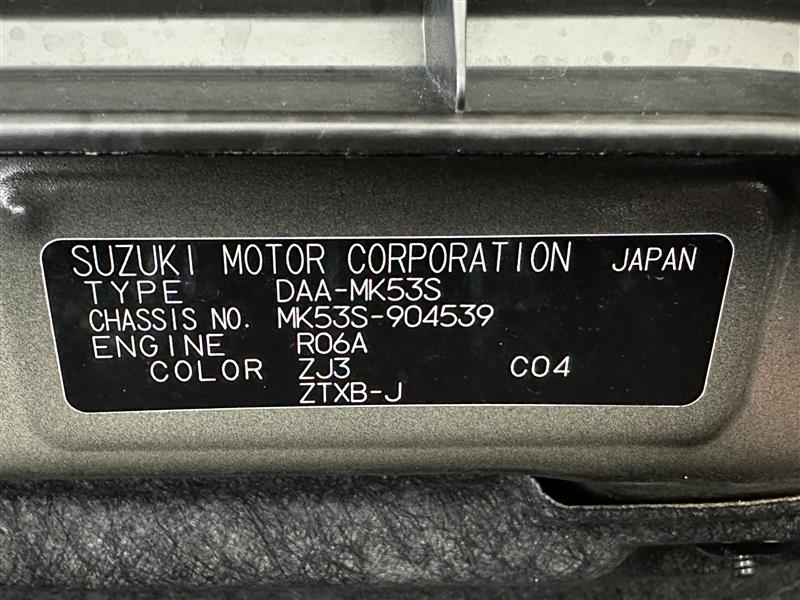 SUZUKI MOTOR CORPORATION JAPAN
TYPE DAA-MK53S
CHASSIS NO. MK53S-904539
ENGINE R06A
COLOR ZJ3 C04
ZTXB-J